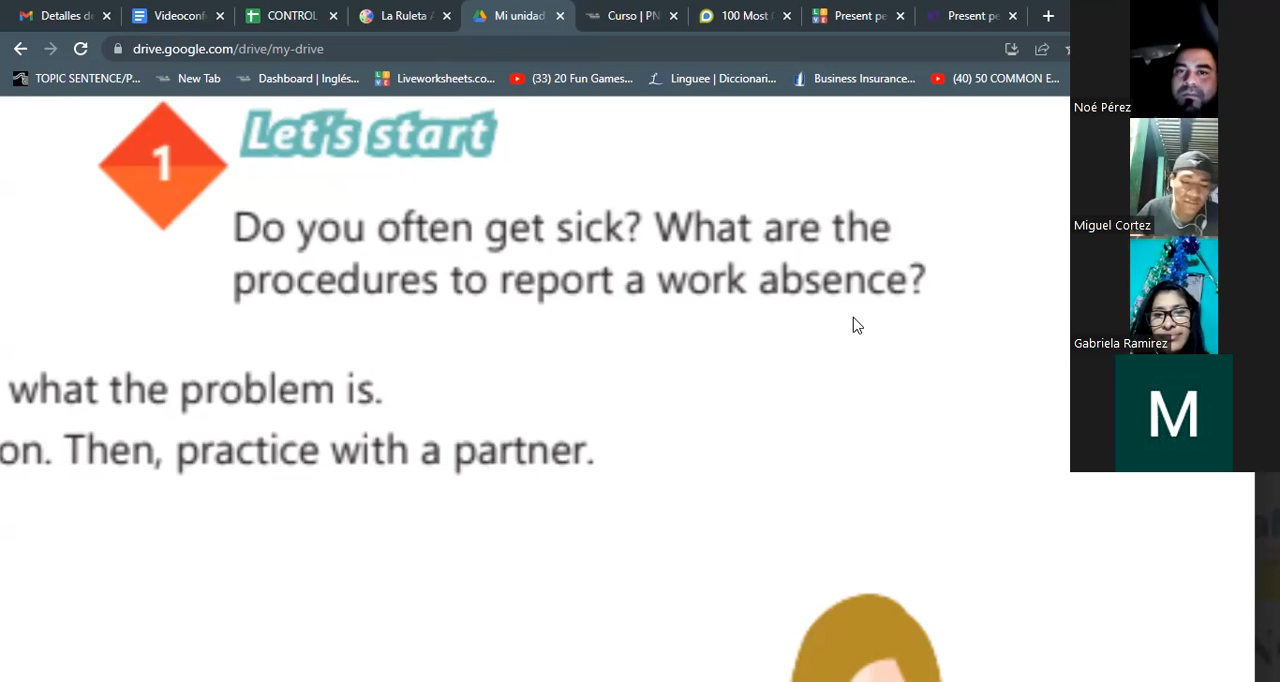 Detalles de
Videoconf
CONTROL
La Ruleta
Mi unidad
Curso | PN
100 Most C
Present pe
Present pe
drive.google.com/drive/my-drive
TOPIC SENTENCE/P...
New Tab
Dashboard | Inglés...
Liveworksheets.co...
(33) 20 Fun Games...
Linguee | Diccionari...
Business Insurance...
(40) 50 COMMON E...
1
Let's start
Do you often get sick? What are the
procedures to report a work absence?
what the problem is.
on. Then, practice with a partner.
Noé Pérez
Miguel Cortez
Gabriela Ramirez
M